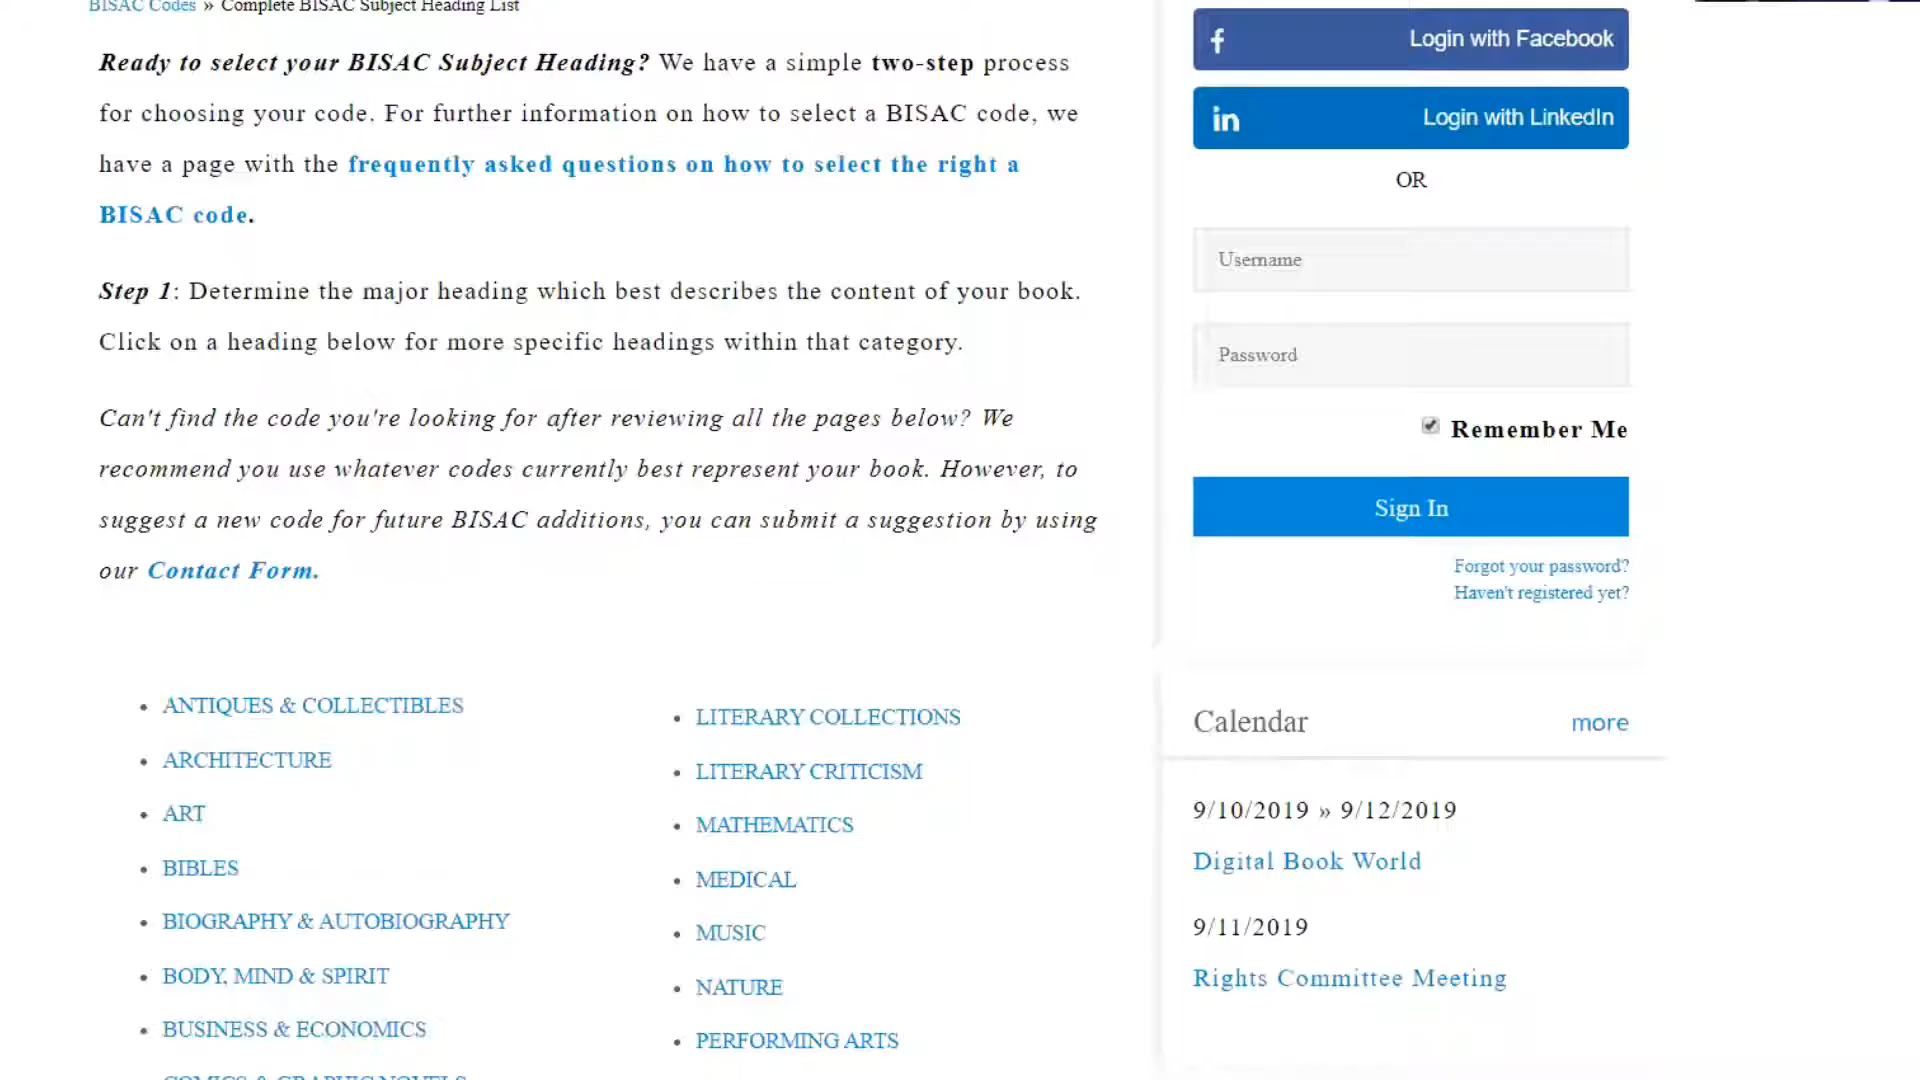 BISAC Codes » Complete BISAC Subject Heading List
Ready to select your BISAC Subject Heading? We have a simple two-step process
for choosing your code. For further information on how to select a BISAC code, we
have a page with the frequently asked questions on how to select the right a
BISAC code.
Step 1: Determine the major heading which best describes the content of your book.
Click on a heading below for more specific headings within that category.
Can't find the code you're looking for after reviewing all the pages below? We
recommend you use whatever codes currently best represent your book. However, to
suggest a new code for future BISAC additions, you can submit a suggestion by using
our Contact Form.
ANTIQUES & COLLECTIBLES
ARCHITECTURE
ART
BIBLES
BIOGRAPHY & AUTOBIOGRAPHY
BODY, MIND & SPIRIT
BUSINESS & ECONOMICS
COMICS & GRAPHIC NOVELS
LITERARY COLLECTIONS
LITERARY CRITICISM
MATHEMATICS
MEDICAL
MUSIC
NATURE
PERFORMING ARTS
Login with Facebook
in Login with LinkedIn
OR
Username
Password
Remember Me
Sign In
Forgot your password?
Haven't registered yet?
Calendar more
9/10/2019 » 9/12/2019
Digital Book World
9/11/2019
Rights Committee Meeting